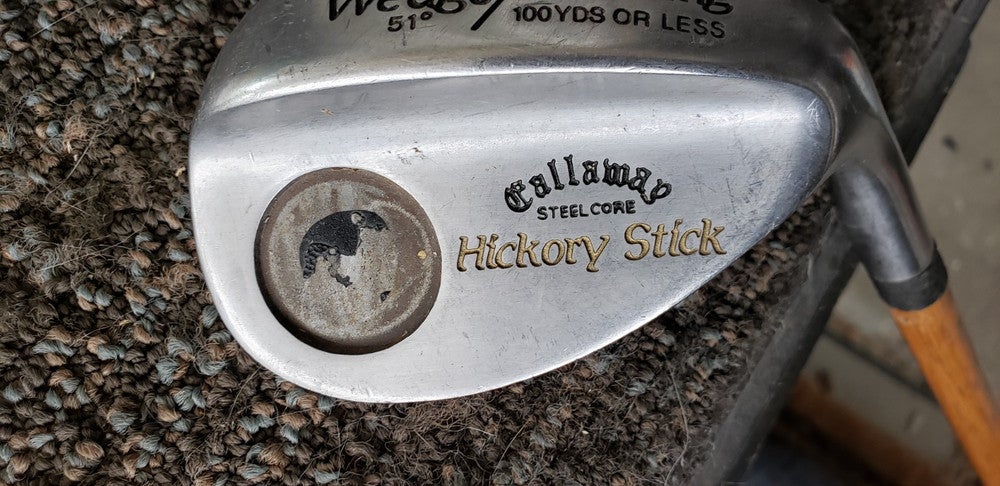 51° 100YDS OR LESS
Callaway
STEELCORE
Hickory Stick